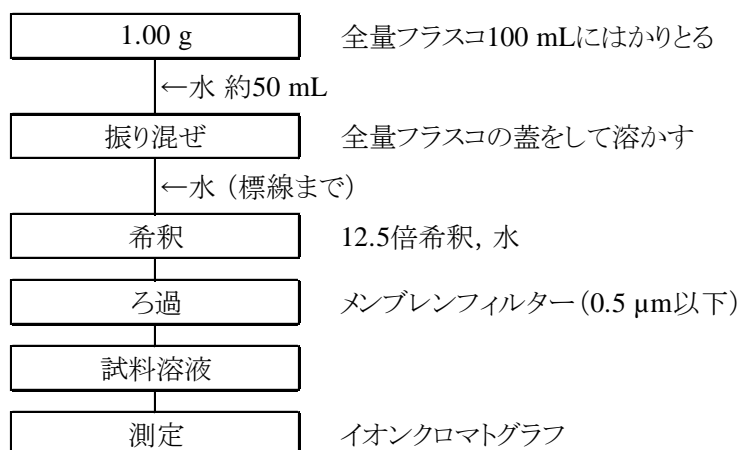 1.00 g 全量フラスコ100 mLにはかりとる
←水 約50 mL
振り混ぜ 全量フラスコの蓋をして溶かす
←水（標線まで）
希釈 12.5倍希釈, 水
ろ過 メンブレンフィルター（0.5 µm以下）
試料溶液
測定 イオンクロマトグラフ